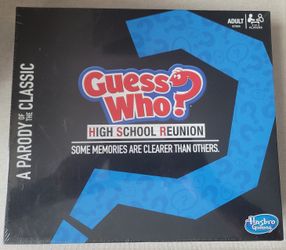 ADULT
Guess
Who?
HIGH SCHOOL REUNION
SOME MEMORIES ARE CLEARER THAN OTHERS.
A PARODY OF THE CLASSIC
Hasbro
Gaming